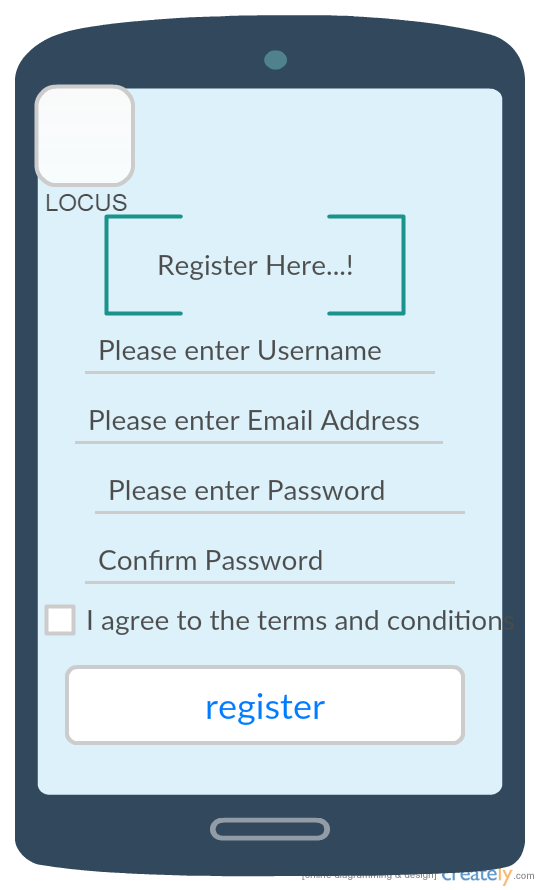 LOCUS
Register Here...!
Please enter Username
Please enter Email Address
Please enter Password
Confirm Password
I agree to the terms and conditions
register
[online diagramming & design] creately.com